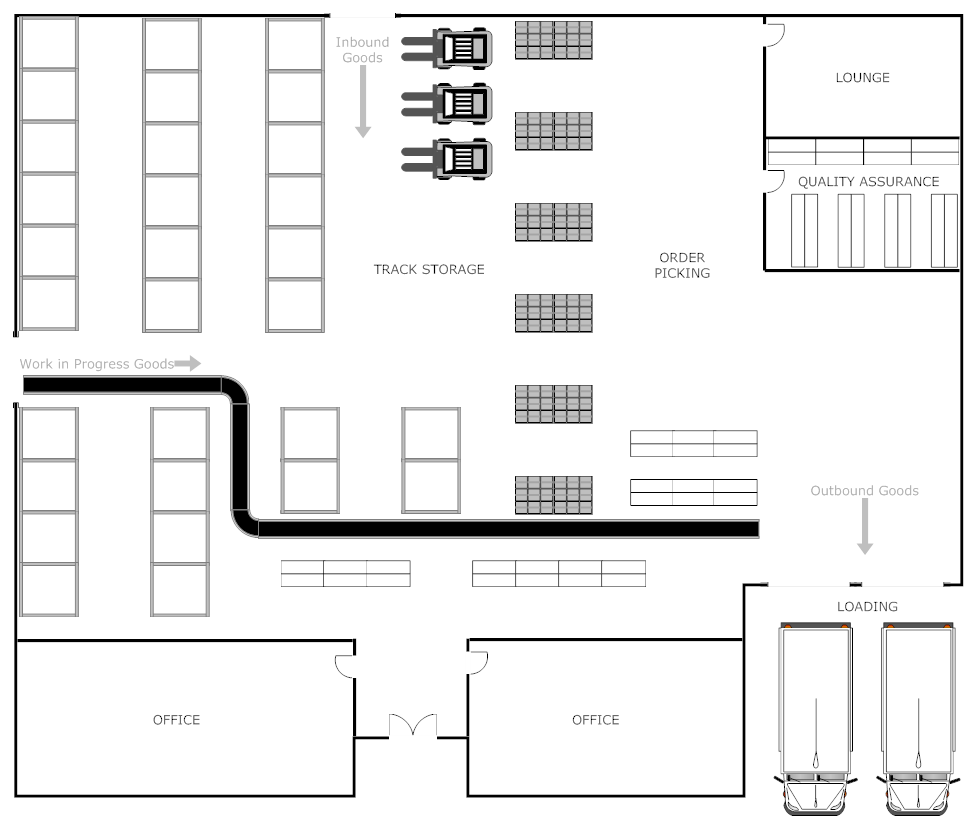 Inbound
Goods
LOUNGE
QUALITY ASSURANCE
TRACK STORAGE
ORDER
PICKING
Work in Progress Goods
Outbound Goods
LOADING
OFFICE
OFFICE